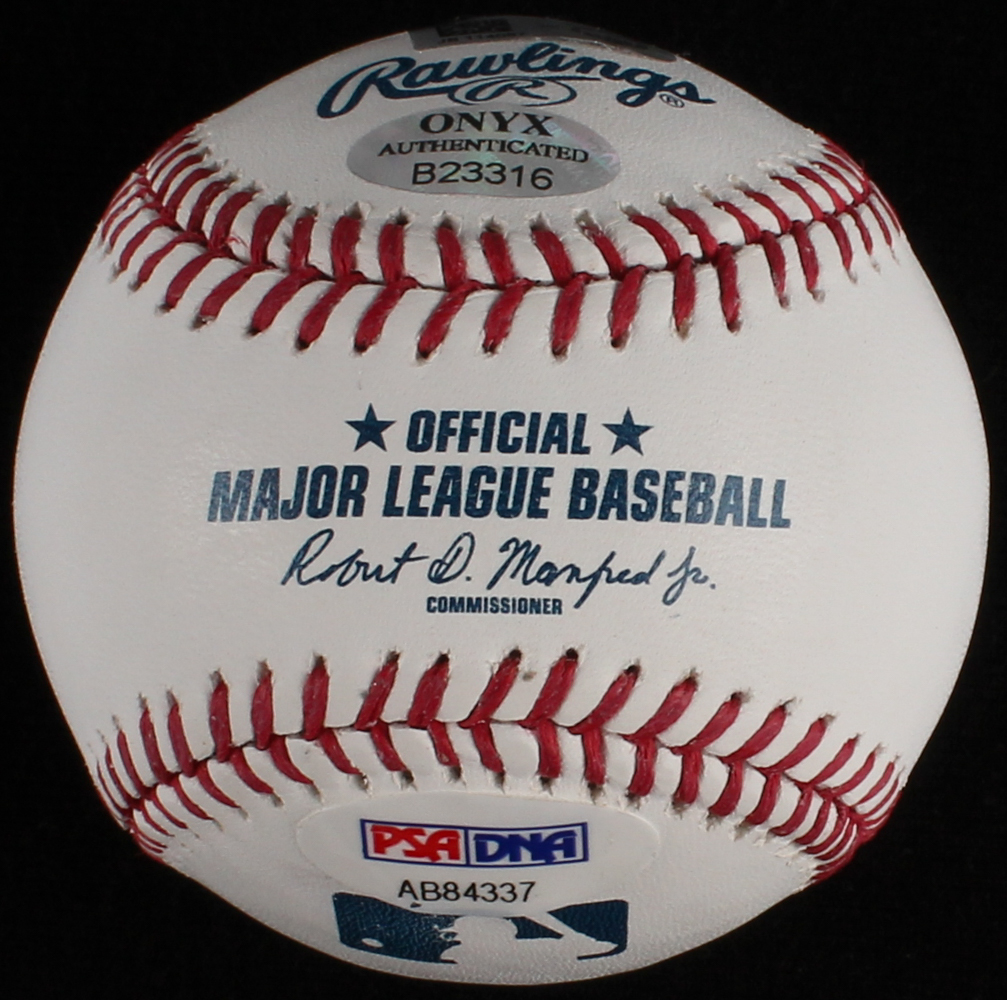 Rawlings
R ®
ONYX
AUTHENTICATED
B23316
★ OFFICIAL ★
MAJOR LEAGUE BASEBALL
Robert D. Manfred Jr.
COMMISSIONER
PSA DNA
AB84337